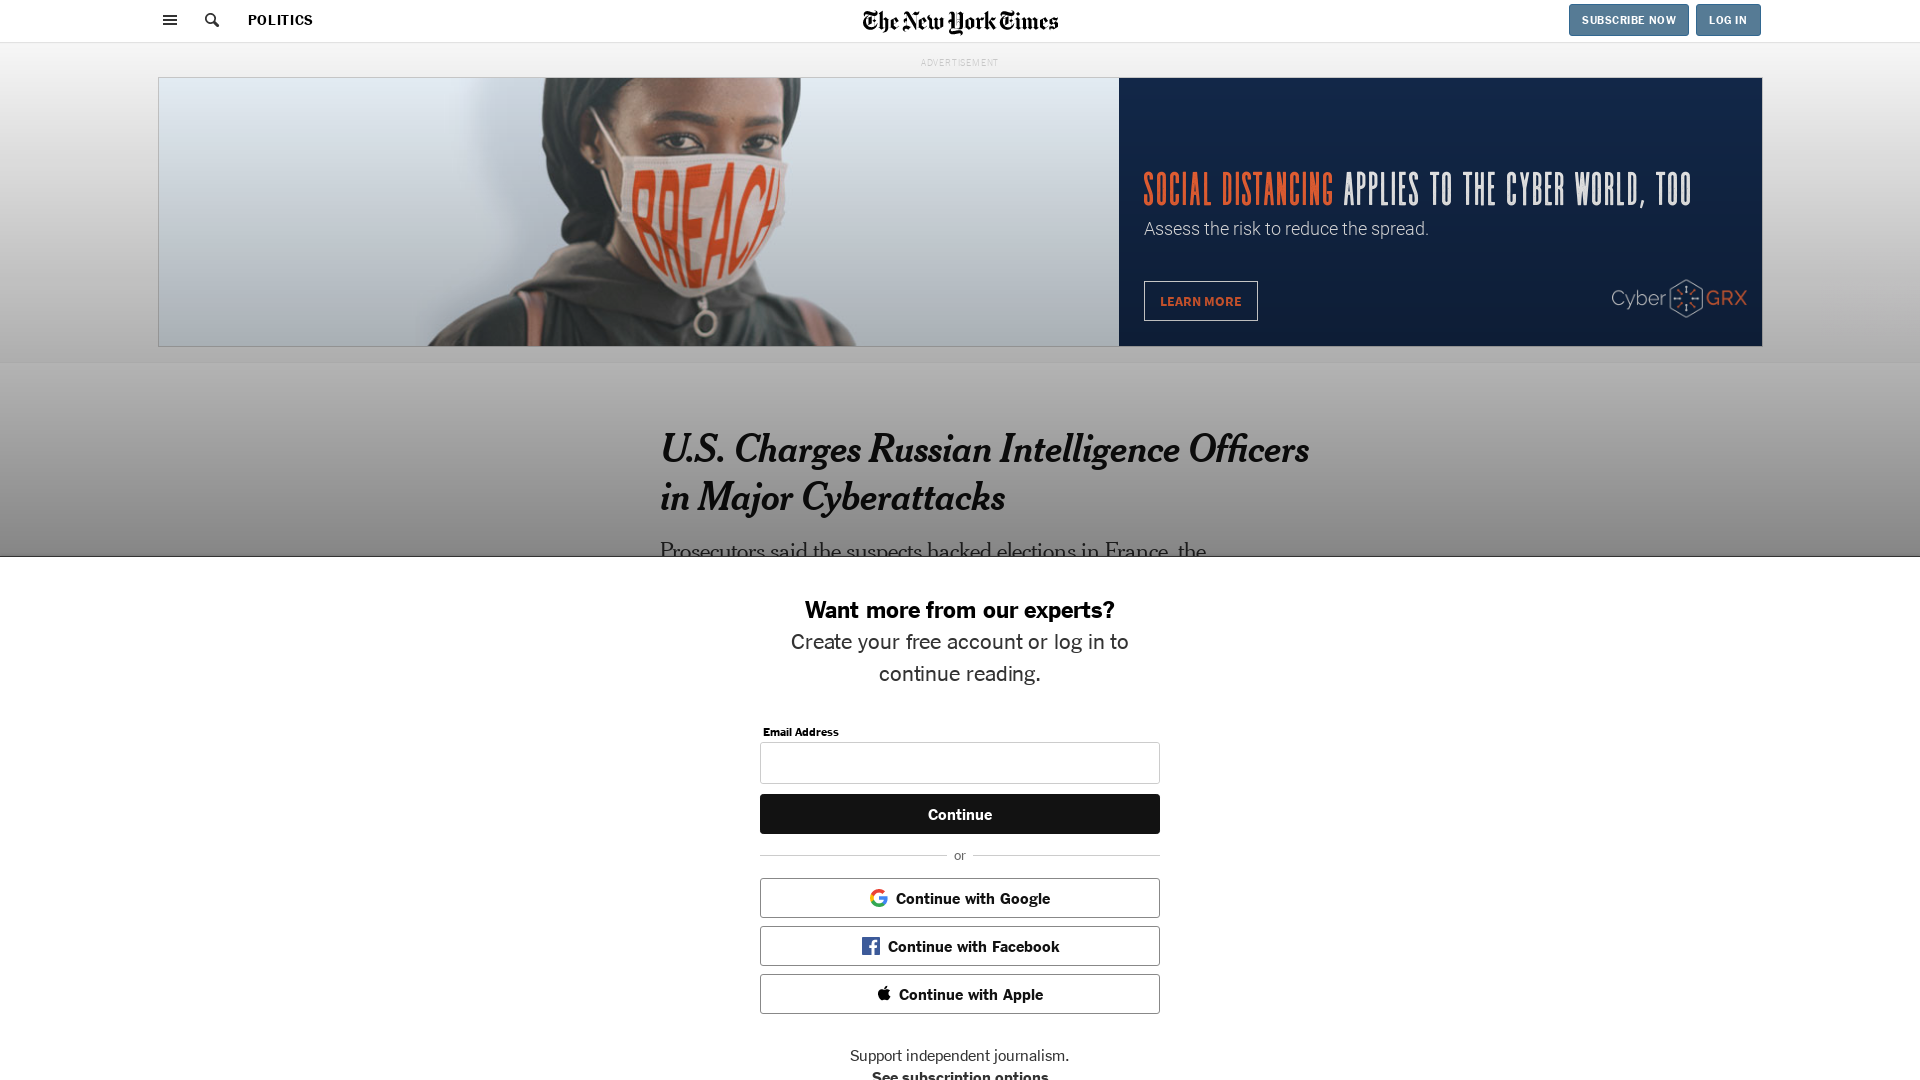 POLITICS
The New York Times
SUBSCRIBE NOW
LOG IN
ADVERTISEMENT
BREACH
SOCIAL DISTANCING APPLIES TO THE CYBER WORLD, TOO
Assess the risk to reduce the spread.
LEARN MORE
CyberGRX
U.S. Charges Russian Intelligence Officers
in Major Cyberattacks
Prosecutors said the suspects hacked elections in France, the
Want more from our experts?
Create your free account or log in to
continue reading.
Email Address
Continue
or
Continue with Google
Continue with Facebook
Continue with Apple
Support independent journalism.
See subscription options